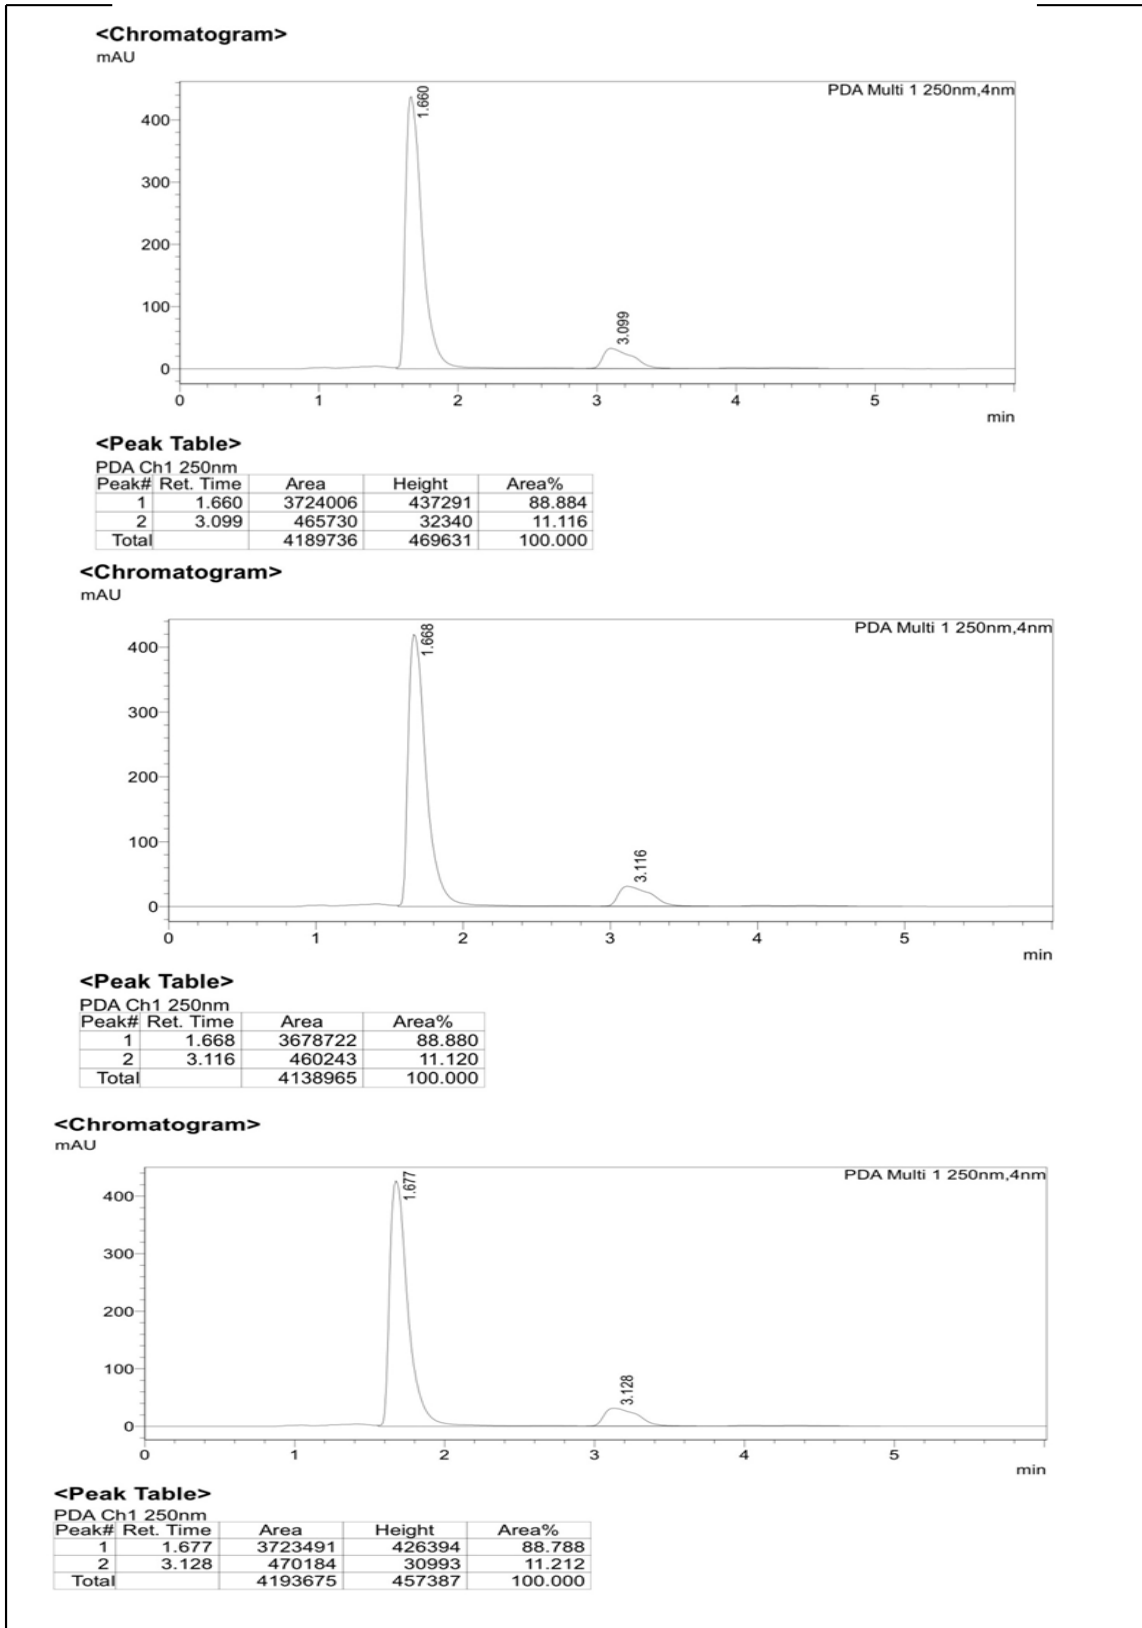 <Chromatogram>
mAU
PDA Multi 1 250nm,4nm
1.660
3.099
400
300
200
100
0
0 1 2 3 4 5
min
<Peak Table>
PDA Ch1 250nm
Peak# Ret. Time Area Height Area%
1 1.660 3724006 437291 88.884
2 3.099 465730 32340 11.116
Total 4189736 469631 100.000
<Chromatogram>
mAU
PDA Multi 1 250nm,4nm
1.668
3.116
400
300
200
100
0
0 1 2 3 4 5
min
<Peak Table>
PDA Ch1 250nm
Peak# Ret. Time Area Area%
1 1.668 3678722 88.880
2 3.116 460243 11.120
Total 4138965 100.000
<Chromatogram>
mAU
PDA Multi 1 250nm,4nm
1.677
3.128
400
300
200
100
0
0 1 2 3 4 5
min
<Peak Table>
PDA Ch1 250nm
Peak# Ret. Time Area Height Area%
1 1.677 3723491 426394 88.788
2 3.128 470184 30993 11.212
Total 4193675 457387 100.000